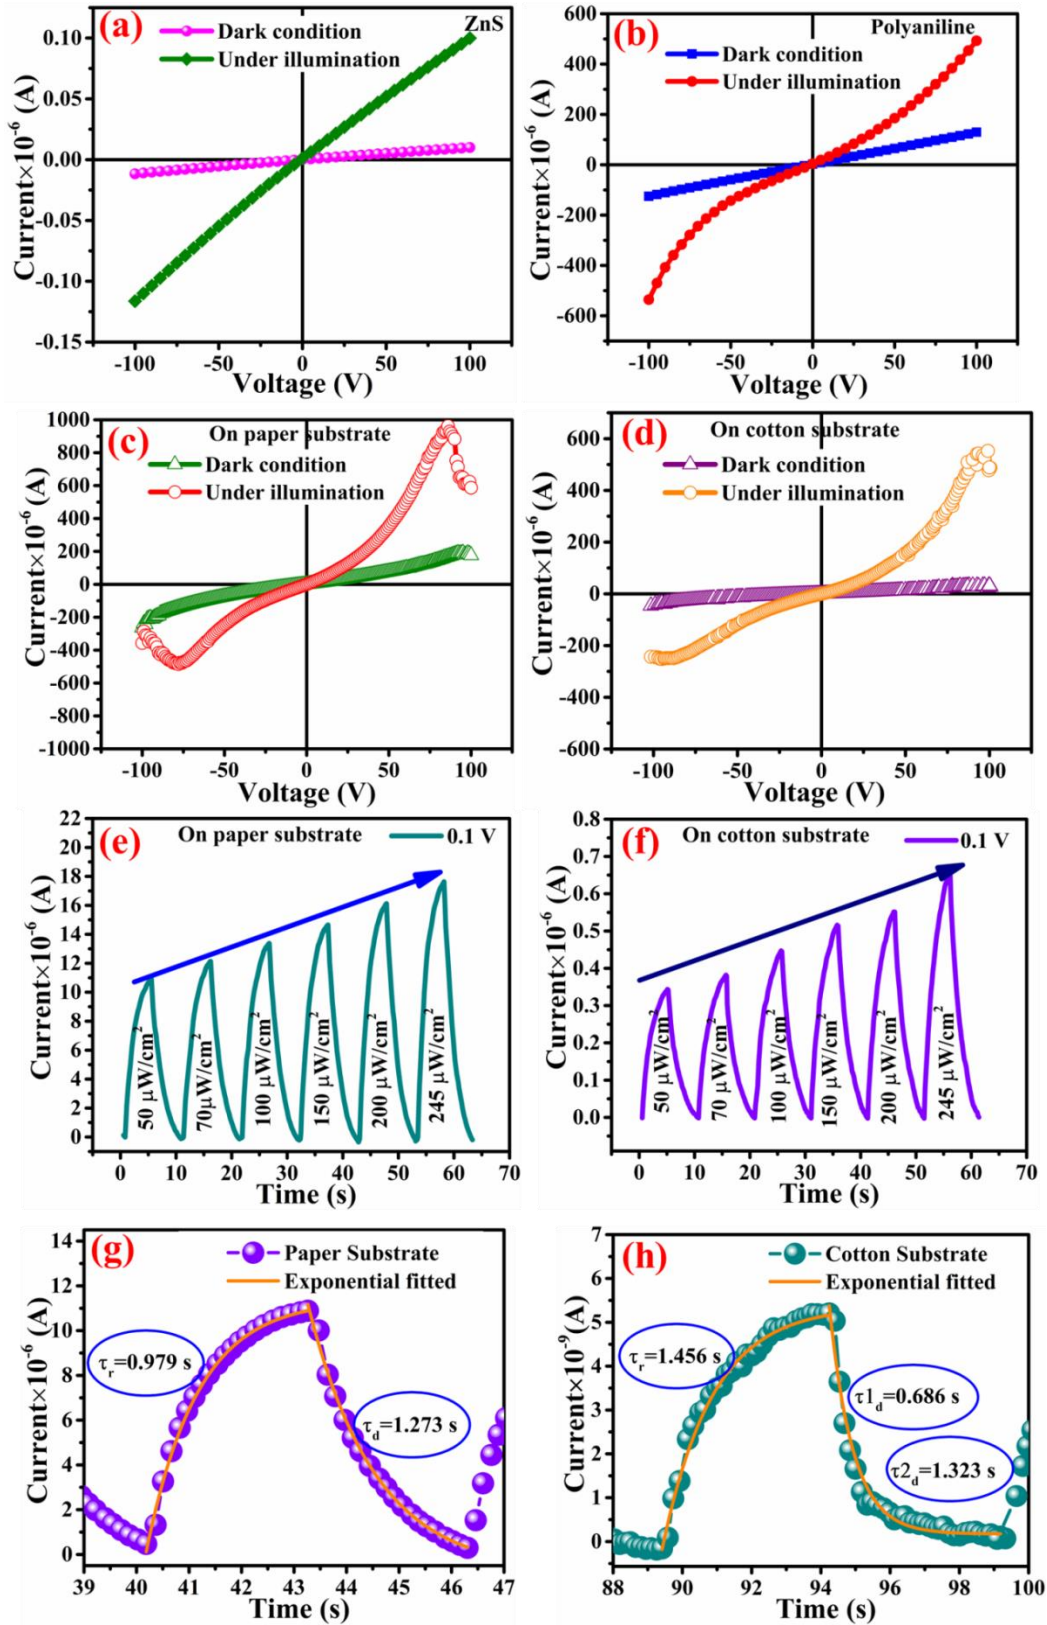 (a)
ZnS
Dark condition
Under illumination
0.10
0.05
0.00
-0.05
-0.10
-0.15
Current×10⁻⁶ (A)
-100 -50 0 50 100
Voltage (V)
(b)
Polyaniline
Dark condition
Under illumination
600
400
200
0
-200
-400
-600
Current×10⁻⁶ (A)
-100 -50 0 50 100
Voltage (V)
(c)
On paper substrate
Dark condition
Under illumination
1000
800
600
400
200
0
-200
-400
-600
-800
-1000
Current×10⁻⁶ (A)
-100 -50 0 50 100
Voltage (V)
(d)
On cotton substrate
Dark condition
Under illumination
600
400
200
0
-200
-400
-600
Current×10⁻⁶ (A)
-100 -50 0 50 100
Voltage (V)
(e)
On paper substrate
0.1 V
22
20
18
16
14
12
10
8
6
4
2
0
Current×10⁻⁶ (A)
50 μW/cm²
70μW/cm²
100 μW/cm²
150 μW/cm²
200 μW/cm²
245 μW/cm²
0 10 20 30 40 50 60 70
Time (s)
(f)
On cotton substrate
0.1 V
0.8
0.7
0.6
0.5
0.4
0.3
0.2
0.1
0.0
Current×10⁻⁶ (A)
50 μW/cm²
70 μW/cm²
100 μW/cm²
150 μW/cm²
200 μW/cm²
245 μW/cm²
0 10 20 30 40 50 60 70
Time (s)
(g)
Paper Substrate
Exponential fitted
14
12
10
8
6
4
2
0
Current×10⁻⁶ (A)
τr=0.979 s
τd=1.273 s
39 40 41 42 43 44 45 46 47
Time (s)
(h)
Cotton Substrate
Exponential fitted
7
6
5
4
3
2
1
0
Current×10⁻⁹ (A)
τr=1.456 s
τ1d=0.686 s
τ2d=1.323 s
88 90 92 94 96 98 100
Time (s)